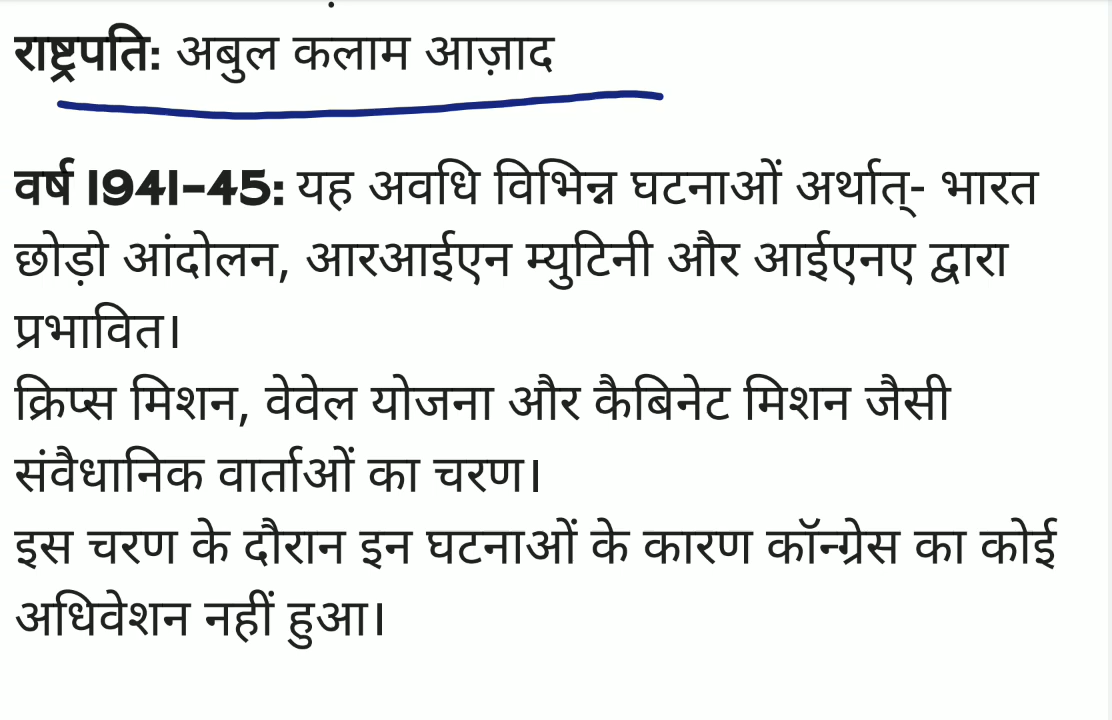 राष्ट्रपति: अबुल कलाम आज़ाद
वर्ष 1941-45: यह अवधि विभिन्न घटनाओं अर्थात्- भारत
छोड़ो आंदोलन, आरआईएन म्युटिनी और आईएनए द्वारा
प्रभावित।
क्रिप्स मिशन, वेवेल योजना और कैबिनेट मिशन जैसी
संवैधानिक वार्ताओं का चरण।
इस चरण के दौरान इन घटनाओं के कारण कॉन्ग्रेस का कोई
अधिवेशन नहीं हुआ।